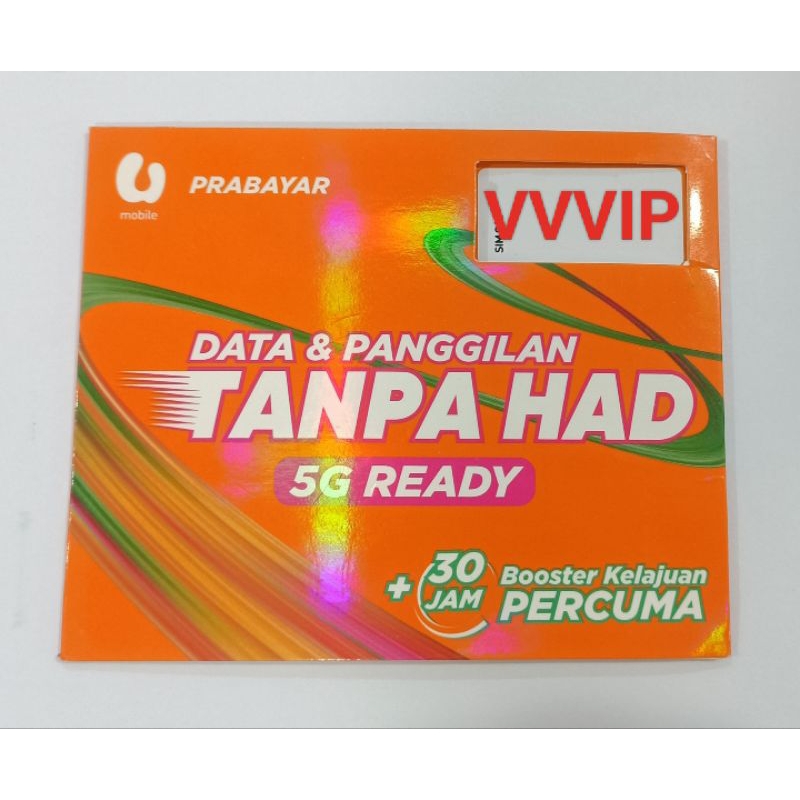 mobile
PRABAYAR
VVVIP
DATA & PANGGILAN
TANPA HAD
5G READY
+ 30 JAM
Booster Kelajuan
PERCUMA